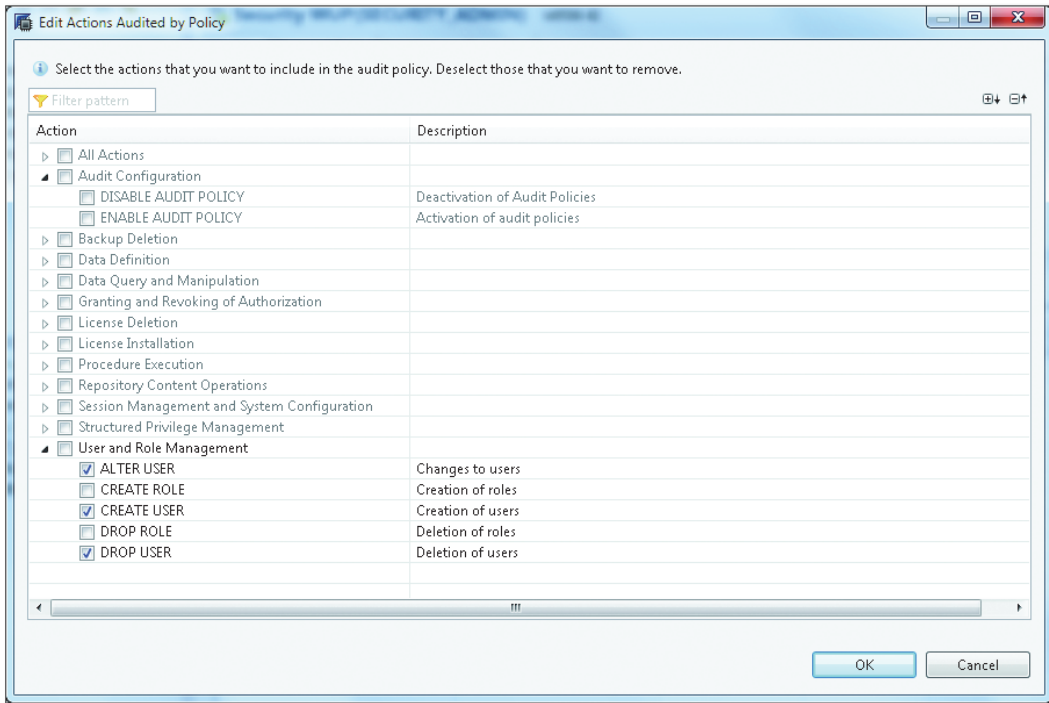 Security WUP(SECURITY_ADMIN)
Edit Actions Audited by Policy
Select the actions that you want to include in the audit policy. Deselect those that you want to remove.
Filter pattern
Action Description
All Actions
Audit Configuration
DISABLE AUDIT POLICY Deactivation of Audit Policies
ENABLE AUDIT POLICY Activation of audit policies
Backup Deletion
Data Definition
Data Query and Manipulation
Granting and Revoking of Authorization
License Deletion
License Installation
Procedure Execution
Repository Content Operations
Session Management and System Configuration
Structured Privilege Management
User and Role Management
ALTER USER Changes to users
CREATE ROLE Creation of roles
CREATE USER Creation of users
DROP ROLE Deletion of roles
DROP USER Deletion of users
OK Cancel